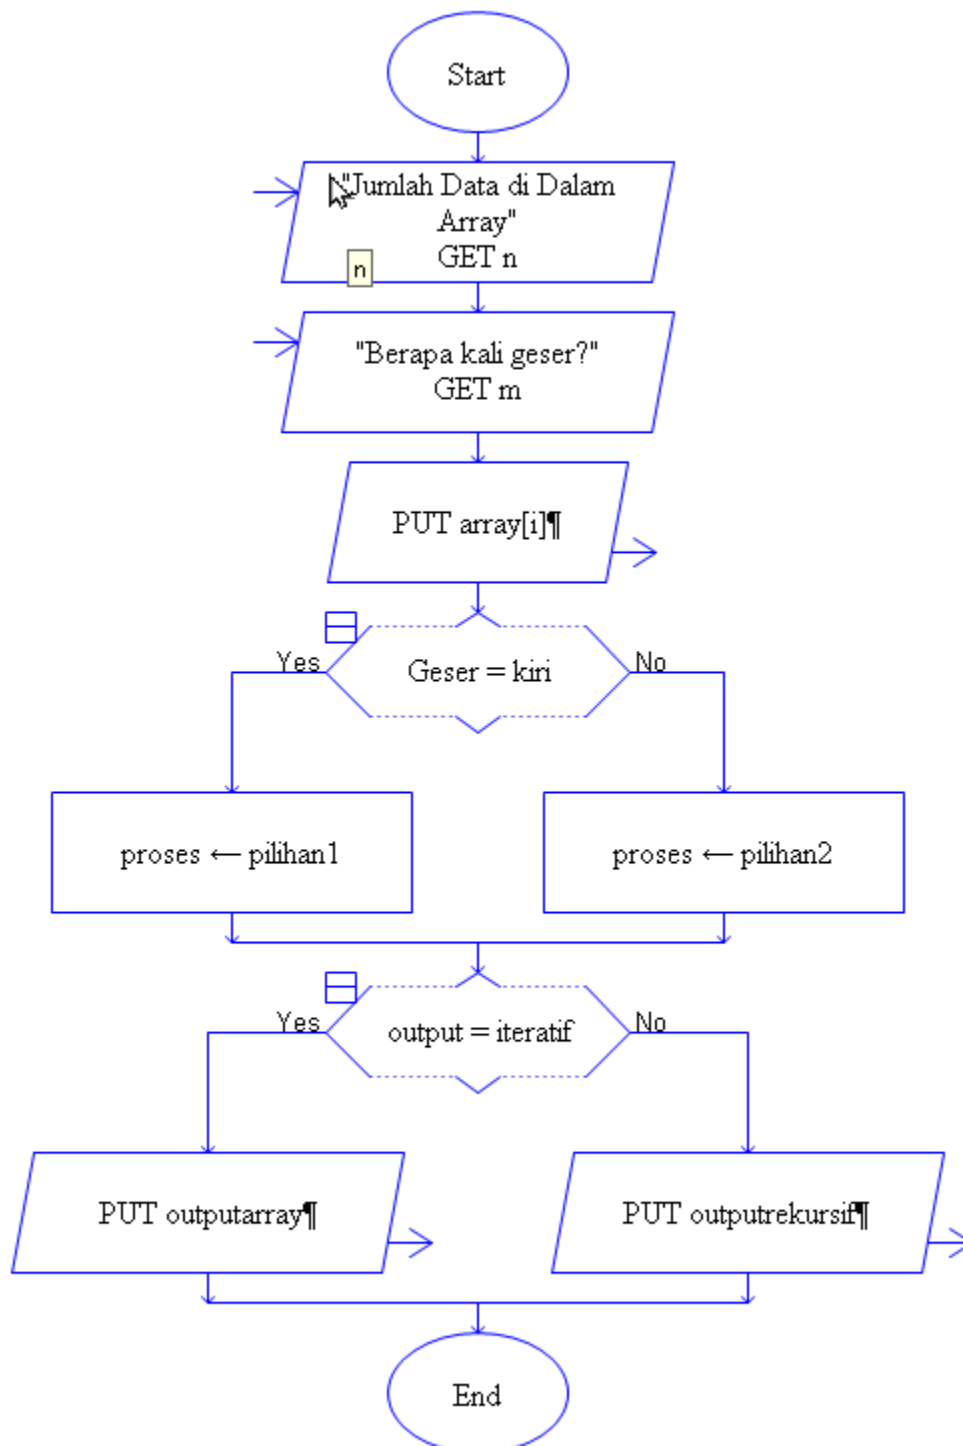 Start
"Jumlah Data di Dalam
Array"
GET n
n
"Berapa kali geser?"
GET m
PUT array[i]¶
Yes
Geser = kiri
No
proses ← pilihan1
proses ← pilihan2
Yes
output = iteratif
No
PUT outputarray¶
PUT outputrekursif¶
End